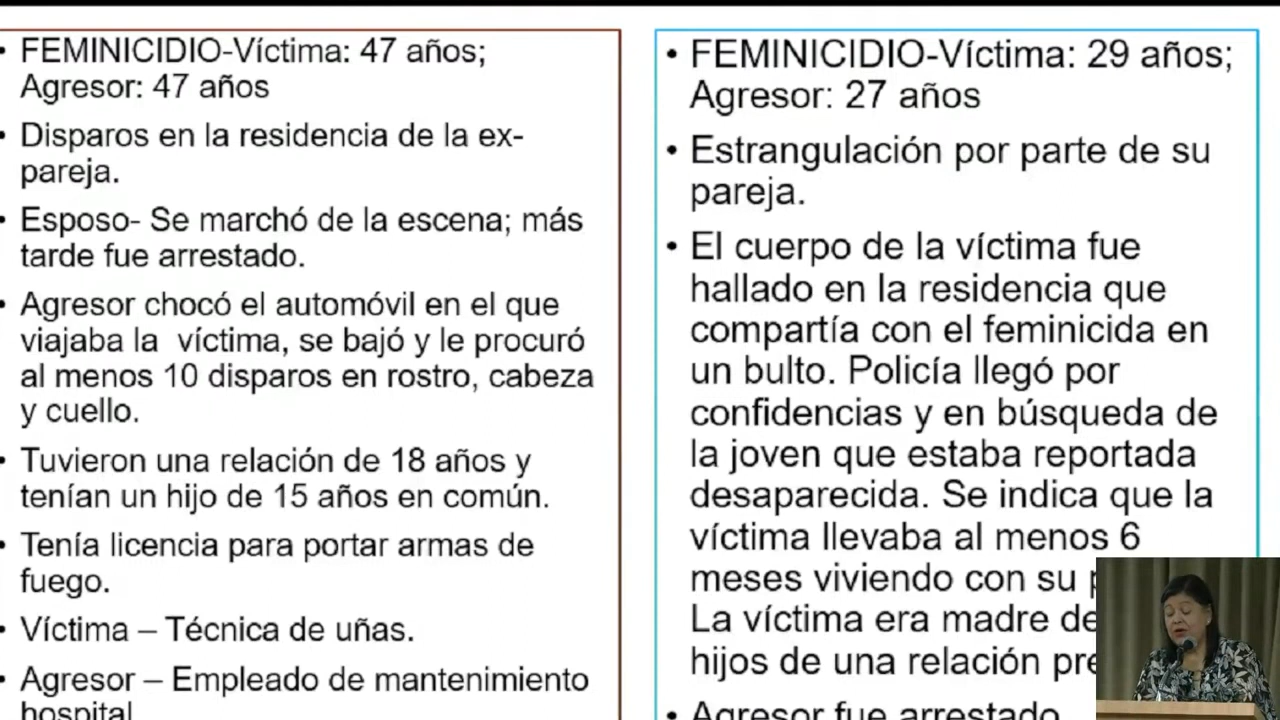 • FEMINICIDIO-Víctima: 47 años;
Agresor: 47 años
• Disparos en la residencia de la ex-
pareja.
• Esposo- Se marchó de la escena; más
tarde fue arrestado.
• Agresor chocó el automóvil en el que
viajaba la víctima, se bajó y le procuró
al menos 10 disparos en rostro, cabeza
y cuello.
• Tuvieron una relación de 18 años y
tenían un hijo de 15 años en común.
• Tenía licencia para portar armas de
fuego.
• Víctima – Técnica de uñas.
• Agresor – Empleado de mantenimiento
hospital
• FEMINICIDIO-Víctima: 29 años;
Agresor: 27 años
• Estrangulación por parte de su
pareja.
• El cuerpo de la víctima fue
hallado en la residencia que
compartía con el feminicida en
un bulto. Policía llegó por
confidencias y en búsqueda de
la joven que estaba reportada
desaparecida. Se indica que la
víctima llevaba al menos 6
meses viviendo con su
La víctima era madre de
hijos de una relación
• Agresor fue arrestado